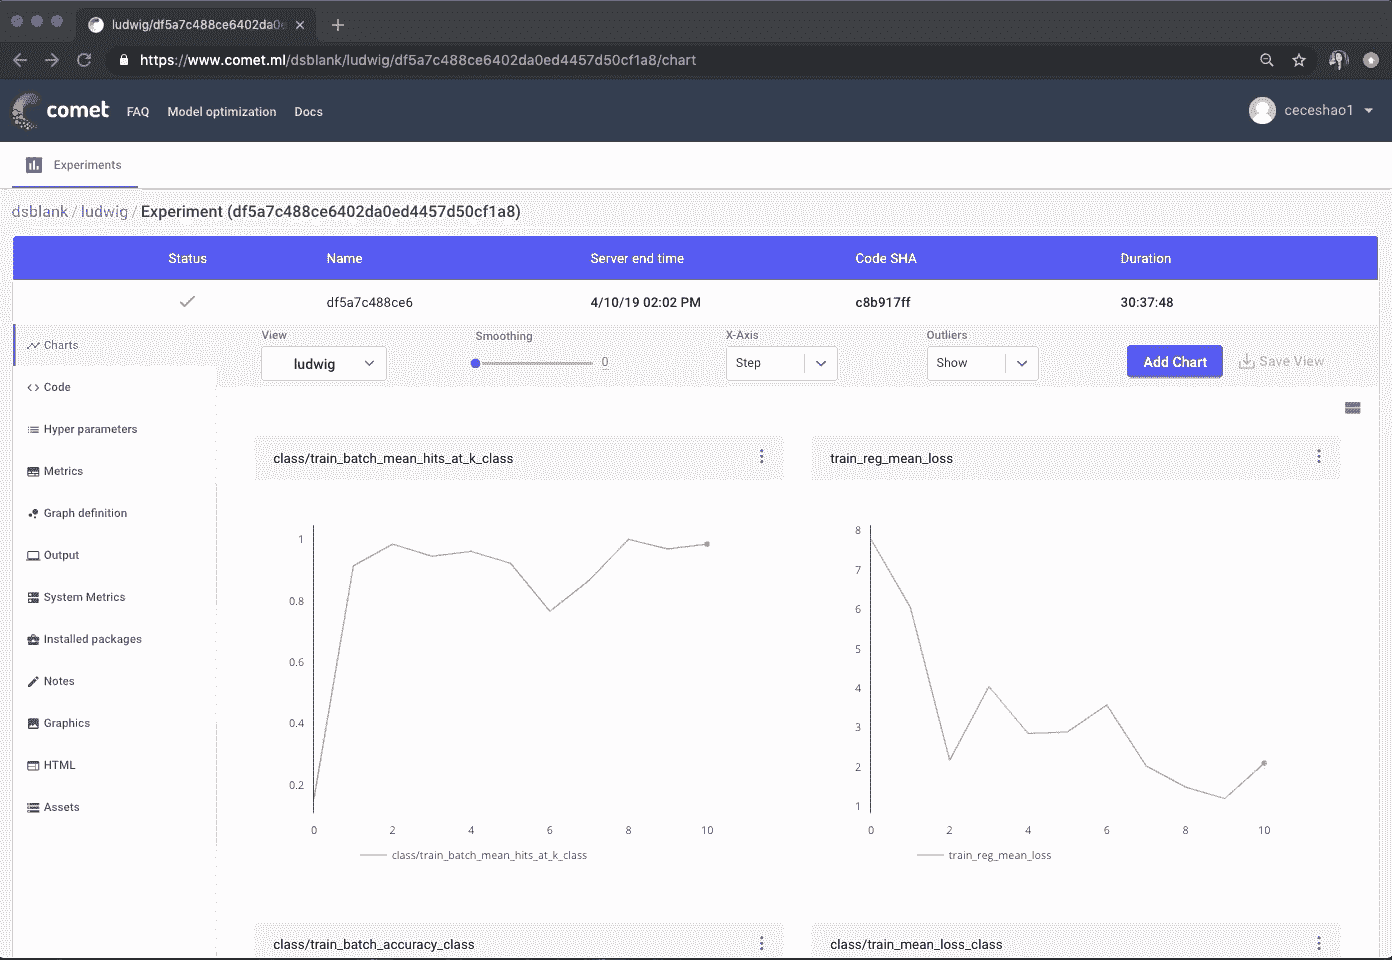 ludwig/df5a7c488ce6402da0e
https://www.comet.ml/dsblank/ludwig/df5a7c488ce6402da0ed4457d50cf1a8/chart
comet FAQ Model optimization Docs ceceshao1
Experiments
dsblank / ludwig / Experiment (df5a7c488ce6402da0ed4457d50cf1a8)
Status Name Server end time Code SHA Duration
df5a7c488ce6 4/10/19 02:02 PM c8b917ff 30:37:48
View Smoothing X-Axis Outliers
ludwig 0 Step Show Add Chart Save View
Charts
Code
Hyper parameters
Metrics
Graph definition
Output
System Metrics
Installed packages
Notes
Graphics
HTML
Assets
class/train_batch_mean_hits_at_k_class
1
0.8
0.6
0.4
0.2
0 2 4 6 8 10
class/train_batch_mean_hits_at_k_class
train_reg_mean_loss
8
7
6
5
4
3
2
1
0 2 4 6 8 10
train_reg_mean_loss
class/train_batch_accuracy_class
class/train_mean_loss_class